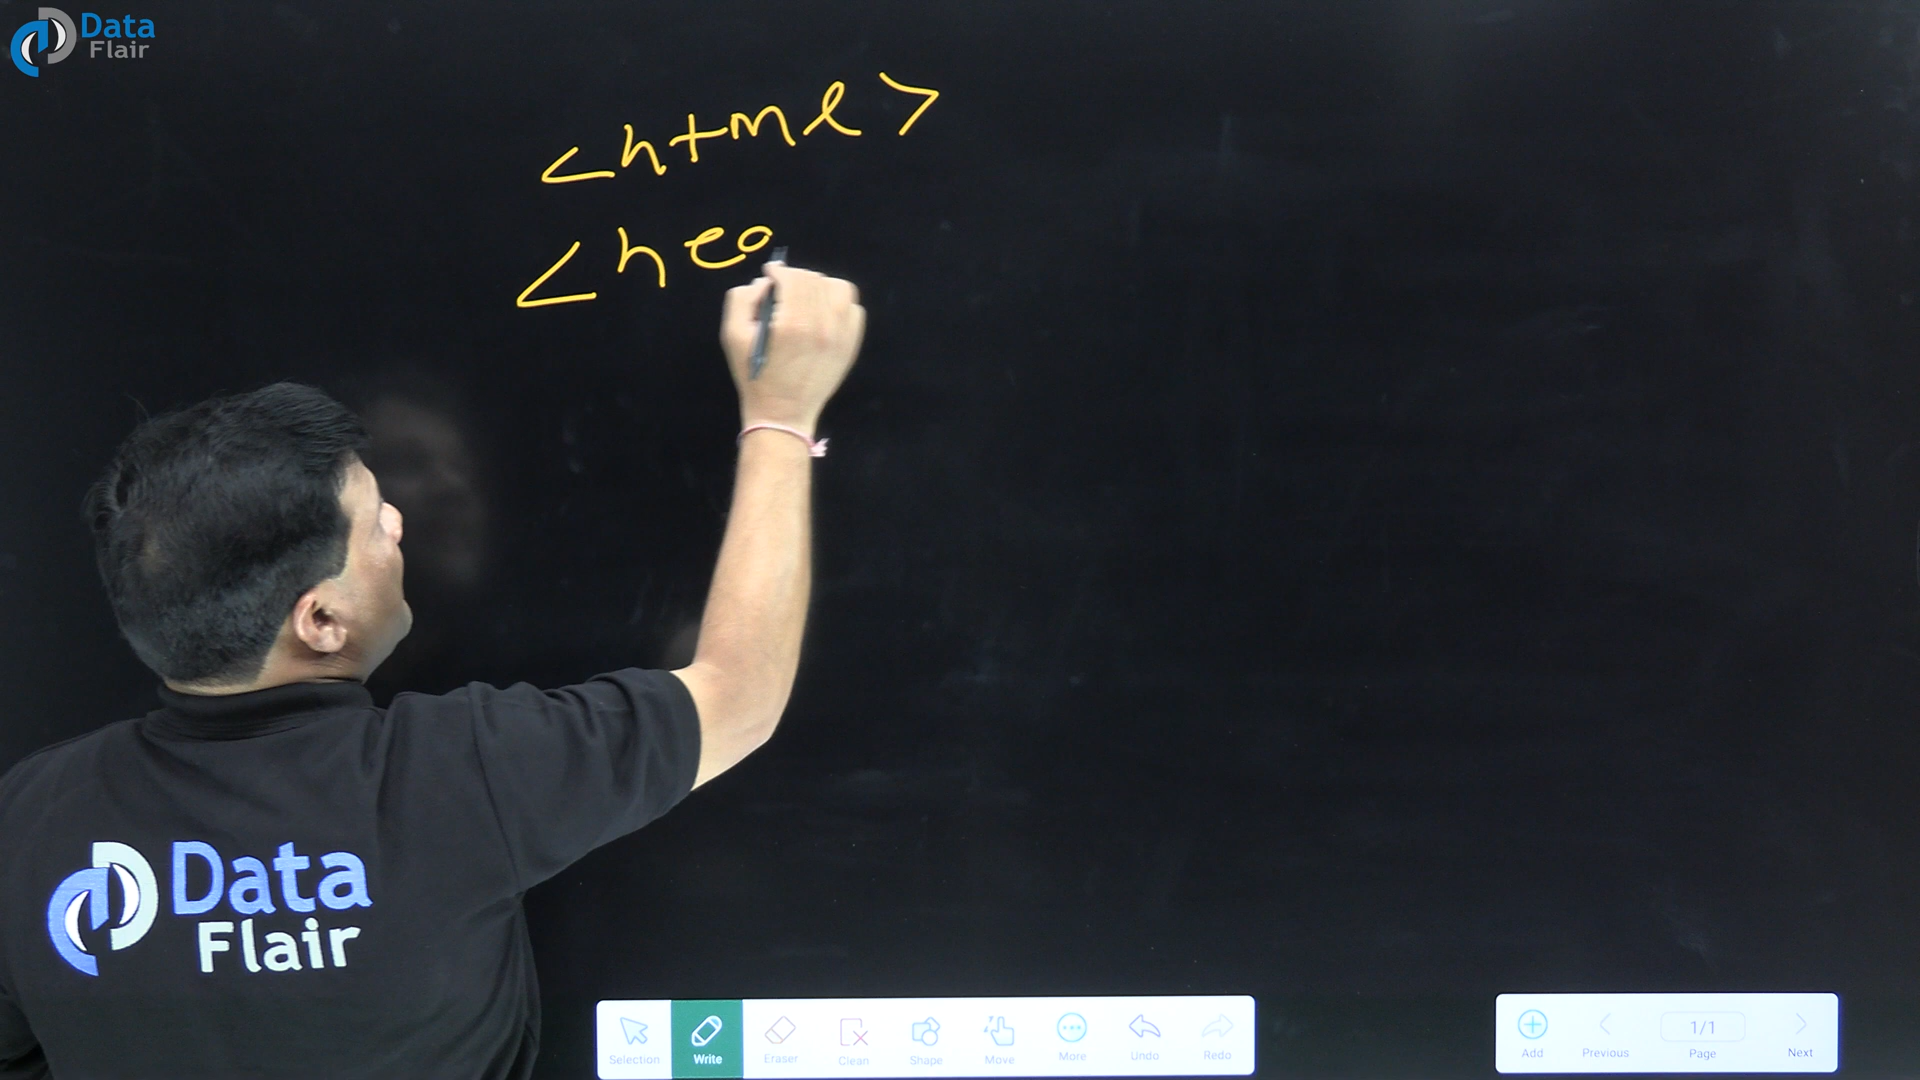 Data
Flair
<html>
<hea
Data
Flair
Selection Write Eraser Clean Shape Move More Undo Redo
Add Previous 1/1 Page Next